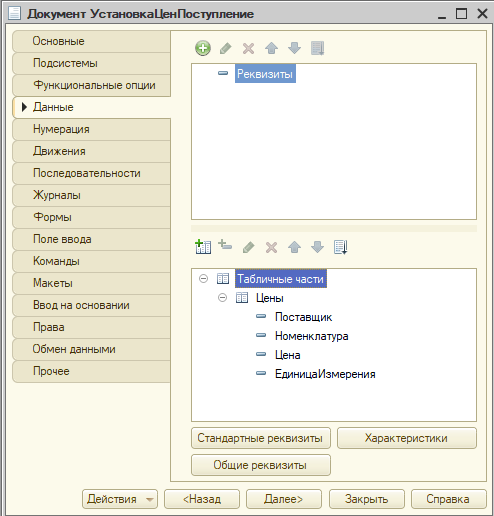 Документ УстановкаЦенПоступление
Основные
Подсистемы
Функциональные опции
Данные
Нумерация
Движения
Последовательности
Журналы
Формы
Поле ввода
Команды
Макеты
Ввод на основании
Права
Обмен данными
Прочее
Реквизиты
Табличные части
Цены
Поставщик
Номенклатура
Цена
ЕдиницаИзмерения
Стандартные реквизиты
Характеристики
Общие реквизиты
Действия
<Назад
Далее>
Закрыть
Справка